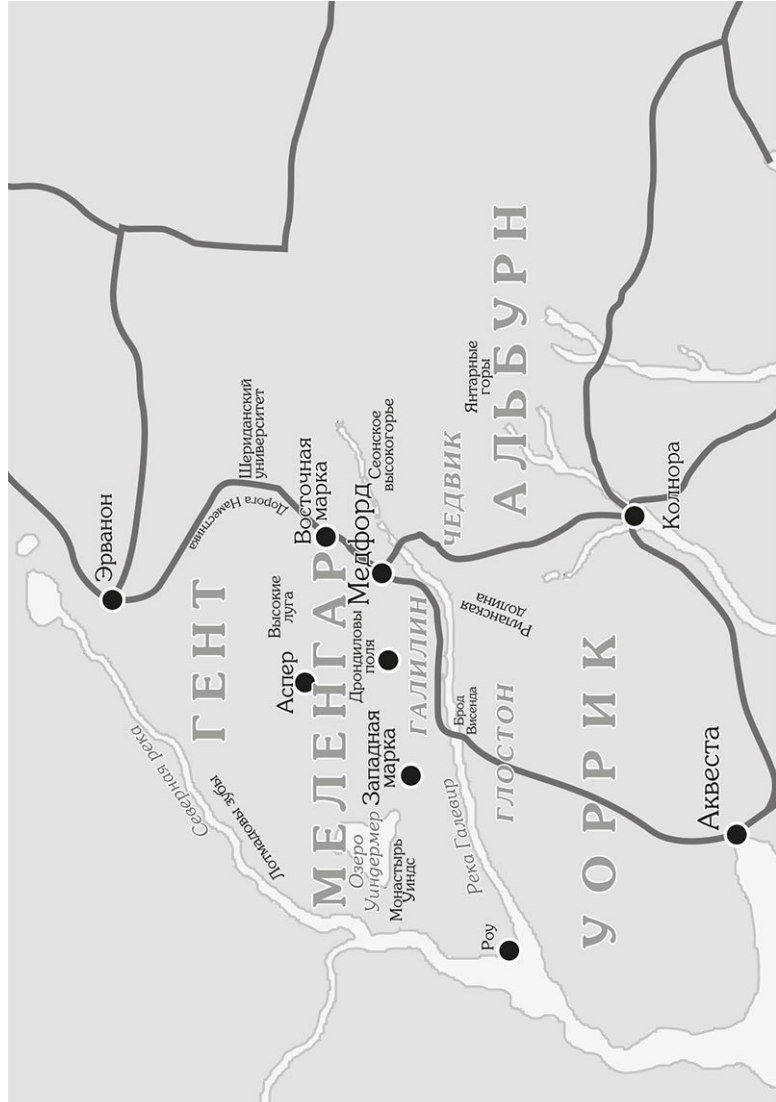 Эрванон
Северная река
ГЕНТ
Дорога Наместника
Шериданский
университет
Лотмадовы зубы
Аспер
Высокие
луга
Восточная
марка
МЕЛЕНГАР
Озеро
Уиндермер
Монастырь
Уиндс
Западная
марка
Дрондиловы
поля
Медфорд
Сеонское
высокогорье
ГАЛИЛИН
ЧЕДВИК
Река Галевир
Брод
Висенда
Роу
ГЛОСТОН
Риланская
долина
Янтарные
горы
АЛЬБУРН
УОРРИК
Колнора
Аквеста